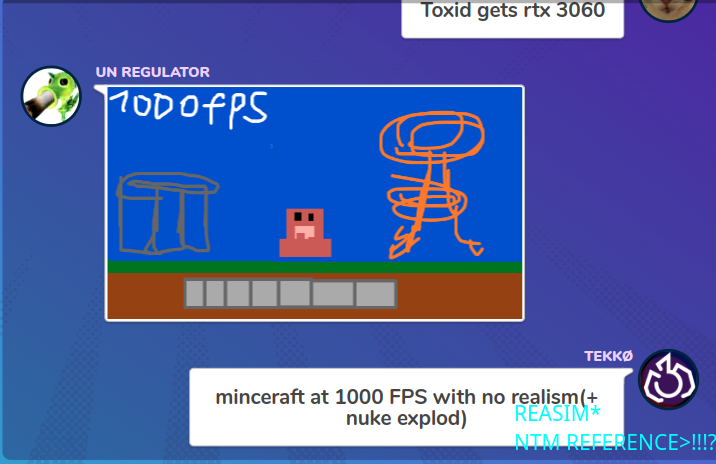 Toxid gets rtx 3060
UN REGULATOR
1000fps
TEKKØ
minceraft at 1000 FPS with no realism(+
nuke explod)
REASIM*
NTM REFERENCE>!!!?